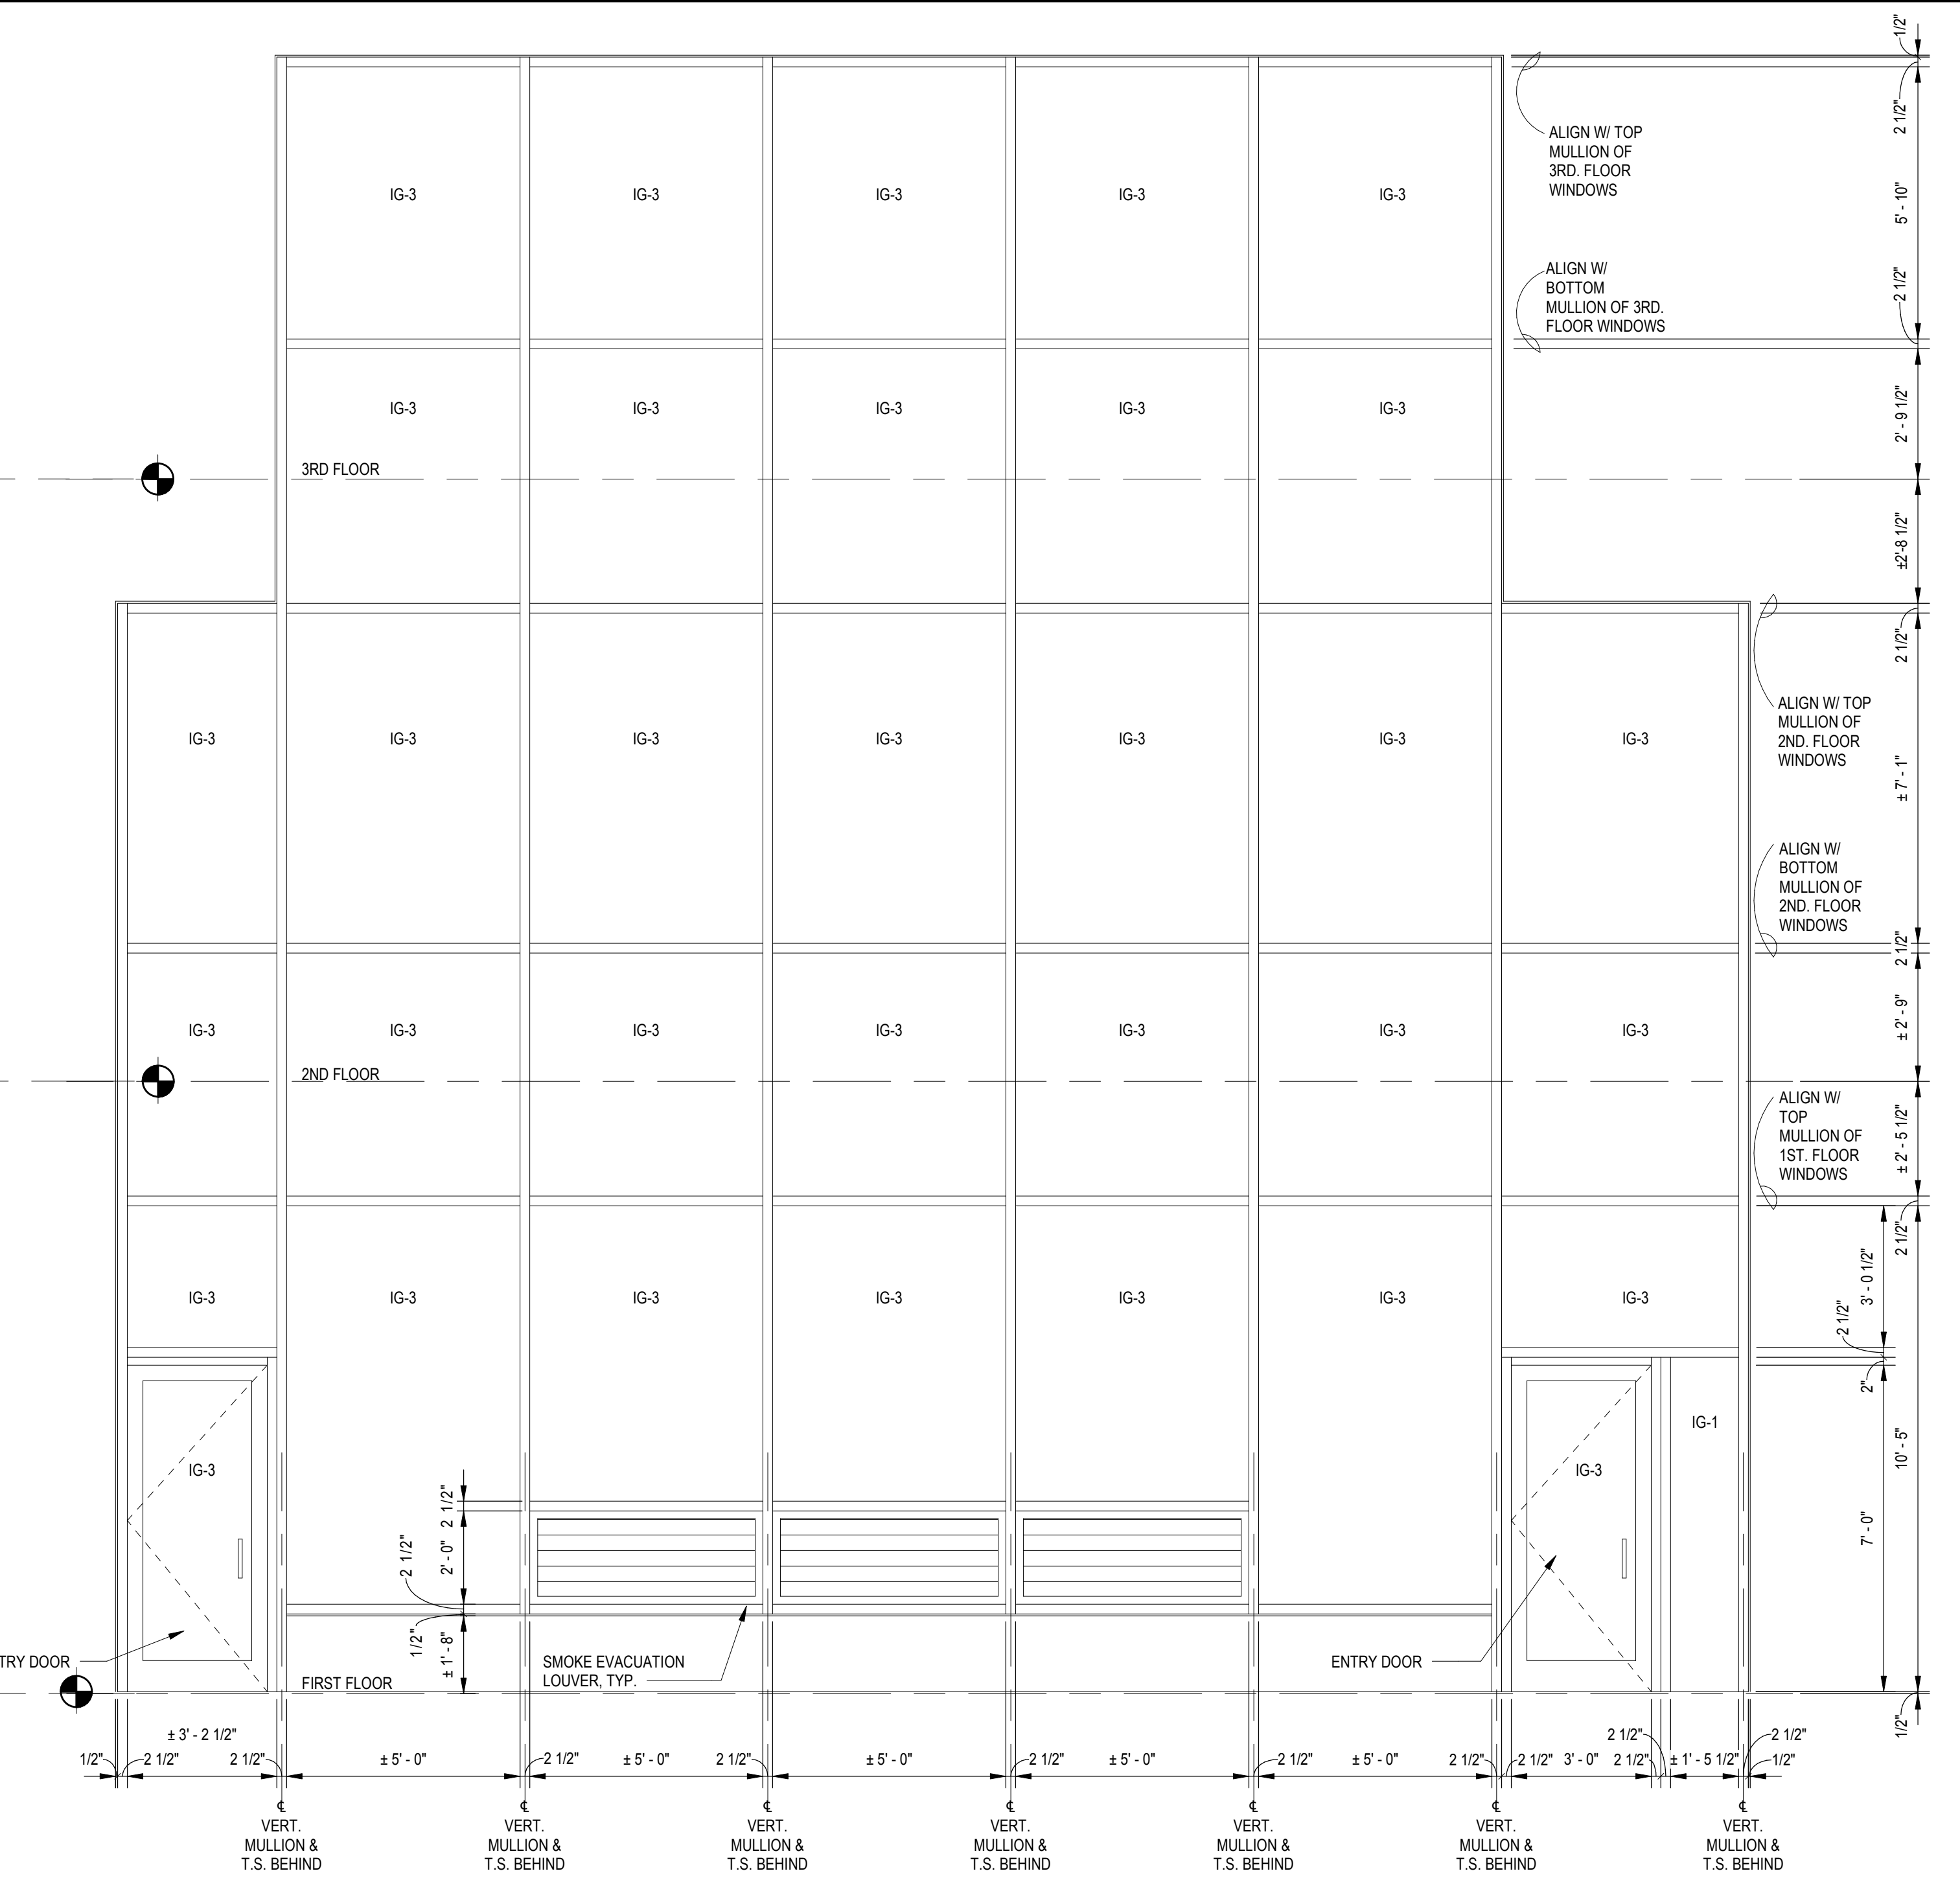 1/2"
2 1/2"
ALIGN W/ TOP
MULLION OF
3RD. FLOOR
WINDOWS
IG-3 IG-3 IG-3 IG-3 IG-3
5' - 10"
ALIGN W/
BOTTOM
MULLION OF 3RD.
FLOOR WINDOWS
2 1/2"
IG-3 IG-3 IG-3 IG-3 IG-3
2' - 9 1/2"
3RD FLOOR
±2'-8 1/2"
2 1/2"
ALIGN W/ TOP
MULLION OF
2ND. FLOOR
WINDOWS
IG-3 IG-3 IG-3 IG-3 IG-3 IG-3 IG-3
± 7' - 1"
ALIGN W/
BOTTOM
MULLION OF
2ND. FLOOR
WINDOWS
2 1/2"
IG-3 IG-3 IG-3 IG-3 IG-3 IG-3 IG-3
± 2' - 9"
2ND FLOOR
ALIGN W/
TOP
MULLION OF
1ST. FLOOR
WINDOWS
± 2' - 5 1/2"
2 1/2"
IG-3 IG-3 IG-3 IG-3 IG-3 IG-3 IG-3
3' - 0 1/2"
2 1/2"
2"
IG-1
10' - 5"
IG-3
IG-3
7' - 0"
2 1/2"
2' - 0"
2 1/2"
1/2"
± 1' - 8"
TRY DOOR
SMOKE EVACUATION
LOUVER, TYP.
ENTRY DOOR
FIRST FLOOR
1/2"
± 3' - 2 1/2"
2 1/2"
2 1/2"
1/2" 2 1/2" 2 1/2" ± 5' - 0" 2 1/2" ± 5' - 0" 2 1/2" ± 5' - 0" 2 1/2" ± 5' - 0" 2 1/2" ± 5' - 0" 2 1/2" 2 1/2" 3' - 0" 2 1/2" ± 1' - 5 1/2" 1/2"
℄ ℄ ℄ ℄ ℄ ℄ ℄
VERT.
MULLION &
T.S. BEHIND
VERT.
MULLION &
T.S. BEHIND
VERT.
MULLION &
T.S. BEHIND
VERT.
MULLION &
T.S. BEHIND
VERT.
MULLION &
T.S. BEHIND
VERT.
MULLION &
T.S. BEHIND
VERT.
MULLION &
T.S. BEHIND